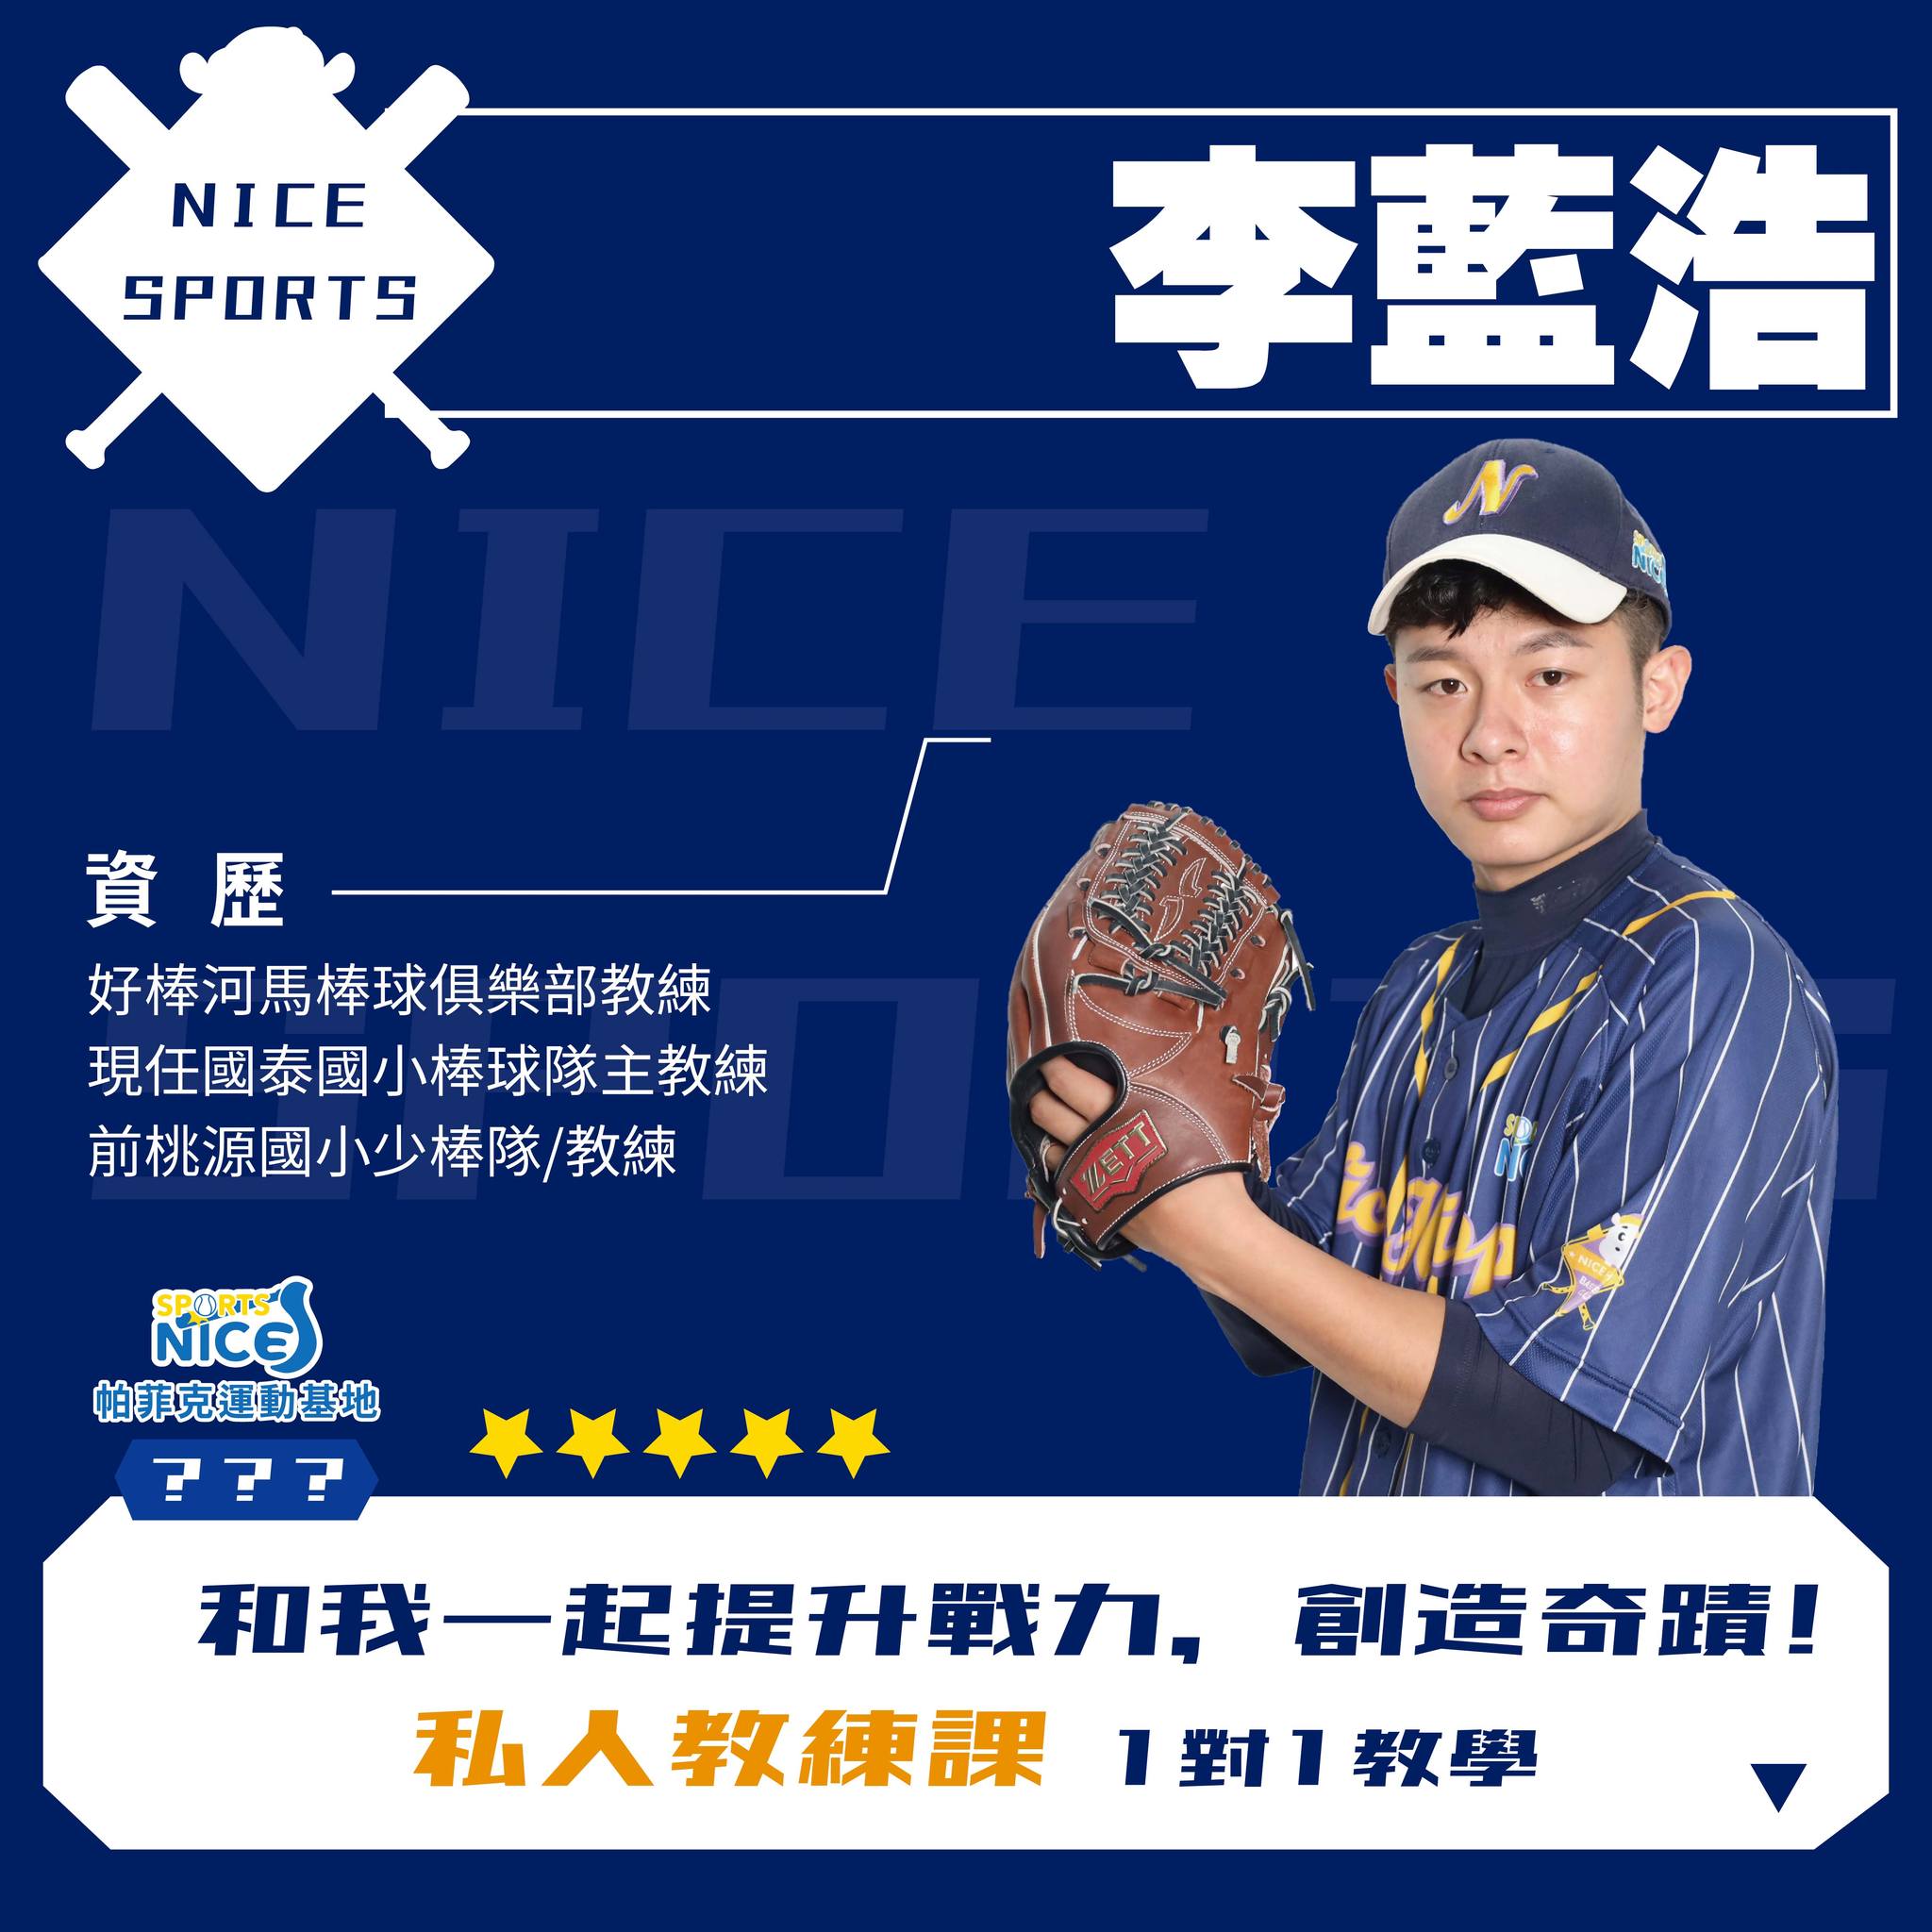 NICE
SPORTS
李藍浩
NICE
N
資歷
好棒河馬棒球俱樂部教練
現任國泰國小棒球隊主教練
前桃源國小少棒隊/教練
ZETT
SPORTS
NICE
帕菲克運動基地
???
和我一起提升戰力,創造奇蹟!
私人教練課 1對1教學